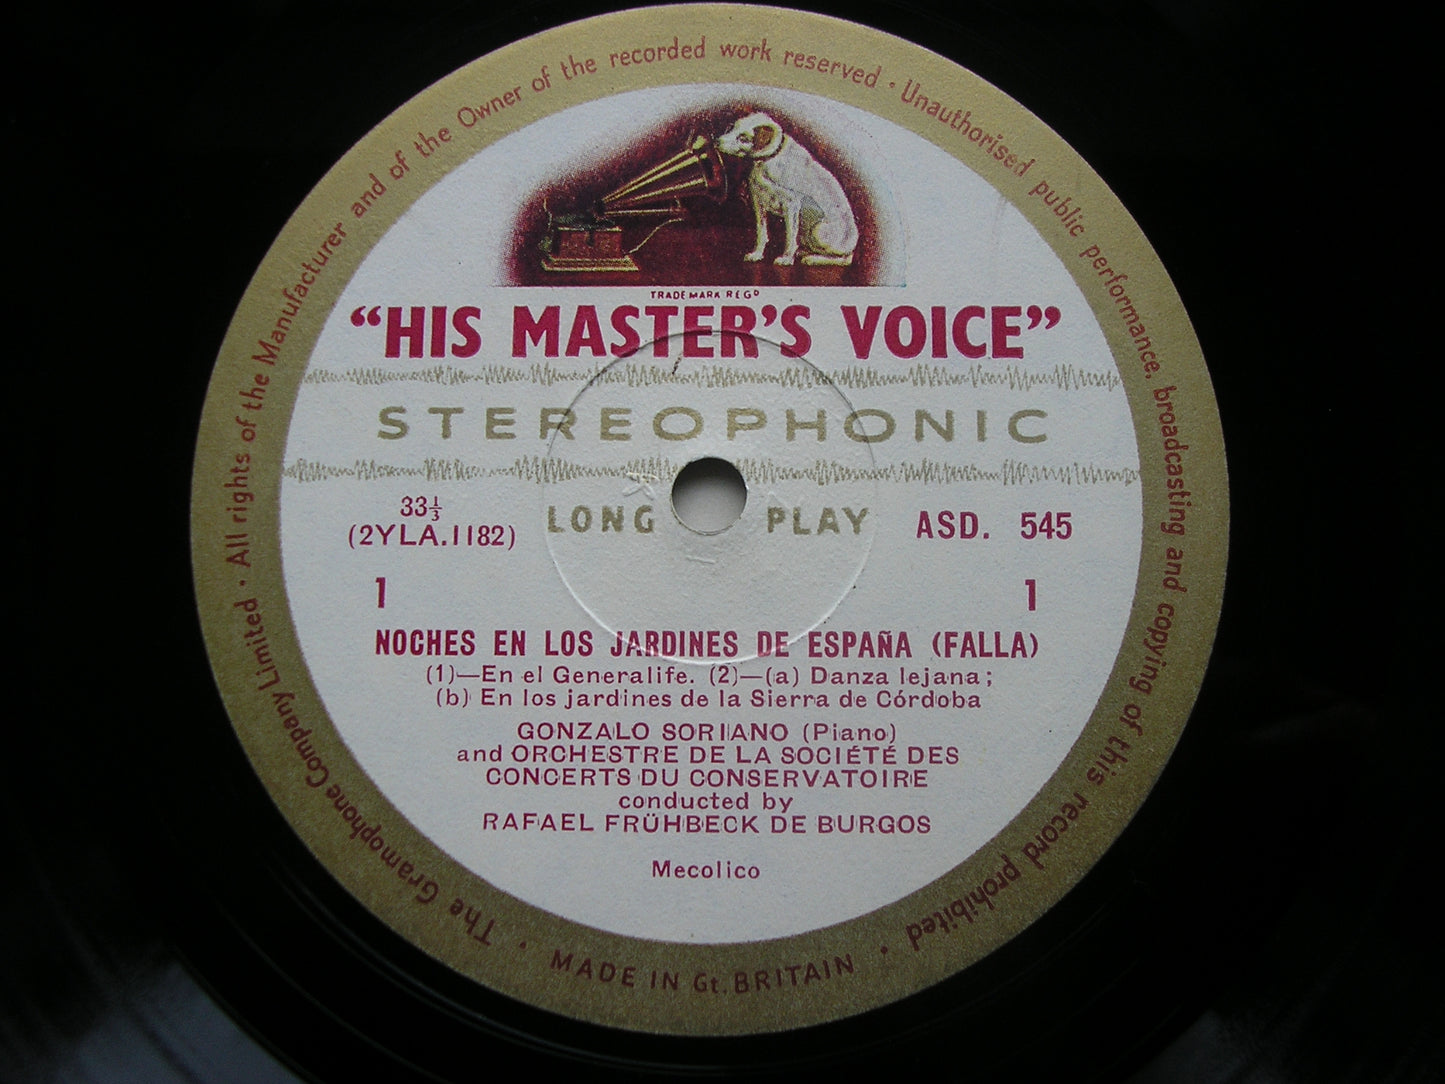 The Gramophone Company Limited · All rights of the Manufacturer and of the Owner of the recorded work reserved · Unauthorised public performance, broadcasting and copying of this record prohibited ·
TRADE MARK REGD
“HIS MASTER'S VOICE”
STEREOPHONIC
33⅓
(2YLA.1182)
LONG PLAY
ASD. 545
1 1
NOCHES EN LOS JARDINES DE ESPAÑA (FALLA)
(1)—En el Generalife. (2)—(a) Danza lejana;
(b) En los jardines de la Sierra de Córdoba
GONZALO SORIANO (Piano)
and ORCHESTRE DE LA SOCIÉTÉ DES
CONCERTS DU CONSERVATOIRE
conducted by
RAFAEL FRÜHBECK DE BURGOS
Mecolico
MADE IN Gt. BRITAIN